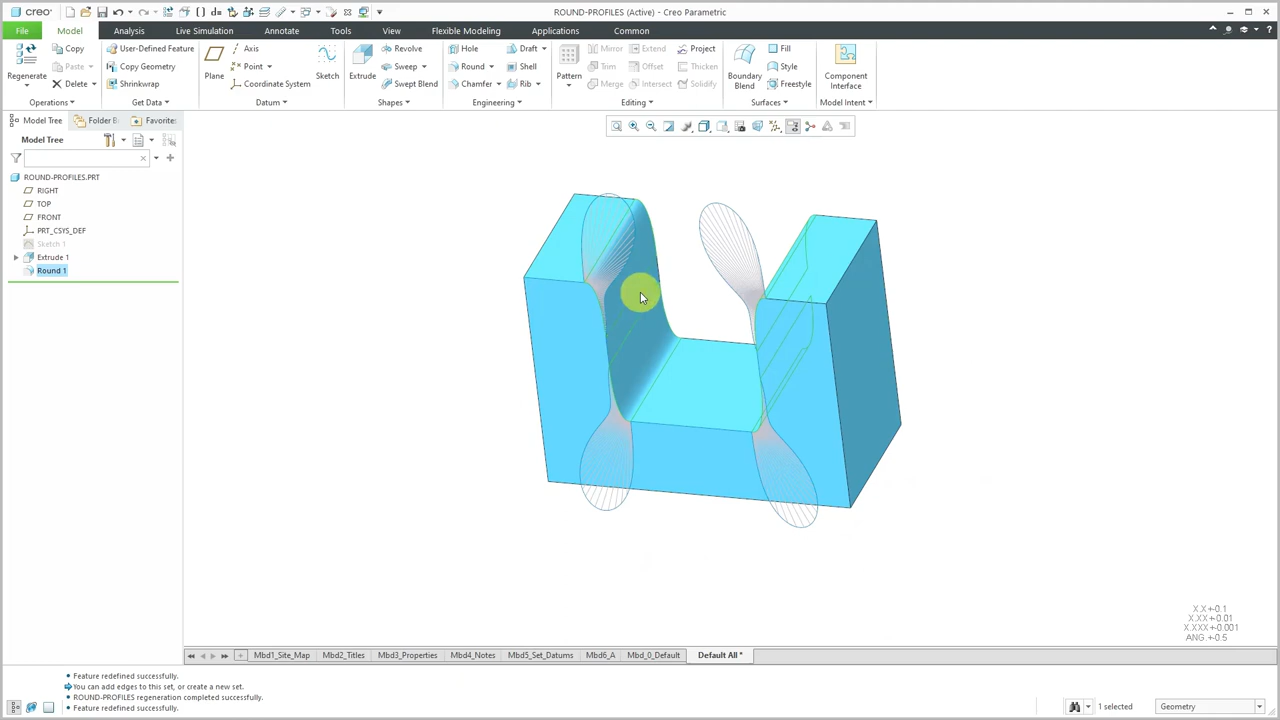 creo
ROUND-PROFILES (Active) - Creo Parametric
File Model Analysis Live Simulation Annotate Tools View Flexible Modeling Applications Common
Regenerate
Copy
Paste
Delete
Operations
User-Defined Feature
Copy Geometry
Shrinkwrap
Get Data
Plane
Axis
Point
Coordinate System
Sketch
Datum
Extrude
Revolve
Sweep
Swept Blend
Shapes
Hole
Round
Chamfer
Draft
Shell
Rib
Engineering
Pattern
Mirror
Trim
Merge
Extend
Offset
Intersect
Project
Thicken
Solidify
Editing
Boundary Blend
Fill
Style
Freestyle
Surfaces
Component Interface
Model Intent
Model Tree Folder B Favorite
Model Tree
ROUND-PROFILES.PRT
RIGHT
TOP
FRONT
PRT_CSYS_DEF
Sketch 1
Extrude 1
Round 1
X.X+-0.1
X.XX+-0.01
X.XXX+-0.001
ANG.+-0.5
Mbd1_Site_Map Mbd2_Titles Mbd3_Properties Mbd4_Notes Mbd5_Set_Datums Mbd6_A Mbd_0_Default Default All *
Feature redefined successfully.
You can add edges to this set, or create a new set.
ROUND-PROFILES regeneration completed successfully.
Feature redefined successfully.
1 selected
Geometry